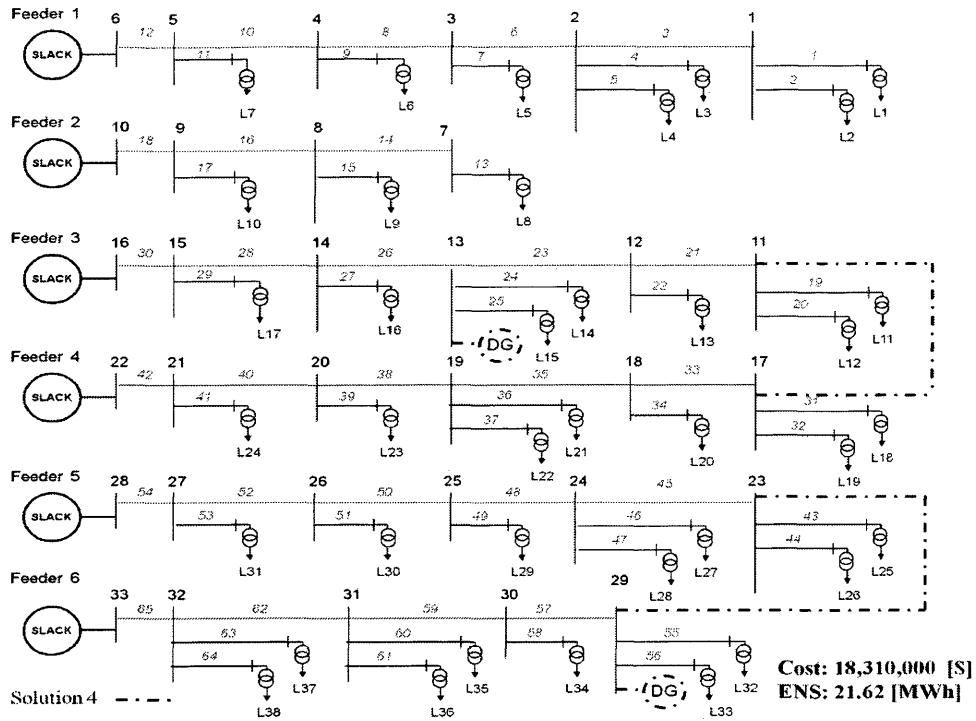 Feeder 1
6 5 4 3 2 1
12 10 8 6 3
SLACK
11 9 7 4 1
5 2
L7 L6 L5 L3 L1
L4 L2
Feeder 2
10 9 8 7
18 16 14
SLACK
17 15 13
L10 L9 L8
Feeder 3
16 15 14 13 12 11
30 28 26 23 21
SLACK
29 27 24 22 19
25 20
L17 L16 L15 L14 L13 L12 L11
DG
Feeder 4
22 21 20 19 18 17
42 40 38 35 33
SLACK
41 39 36 34 31
37 32
L24 L23 L22 L21 L20 L19 L18
Feeder 5
28 27 26 25 24 23
54 52 50 48 45
SLACK
53 51 49 46 43
47 44
L31 L30 L29 L28 L27 L26 L25
Feeder 6
33 32 31 30 29
65 62 59 57
SLACK
63 60 58 55
64 61 56
L37 L35 L34 L32
L38 L36 L33
DG
Cost: 18,310,000 [S]
ENS: 21.62 [MWh]
Solution 4